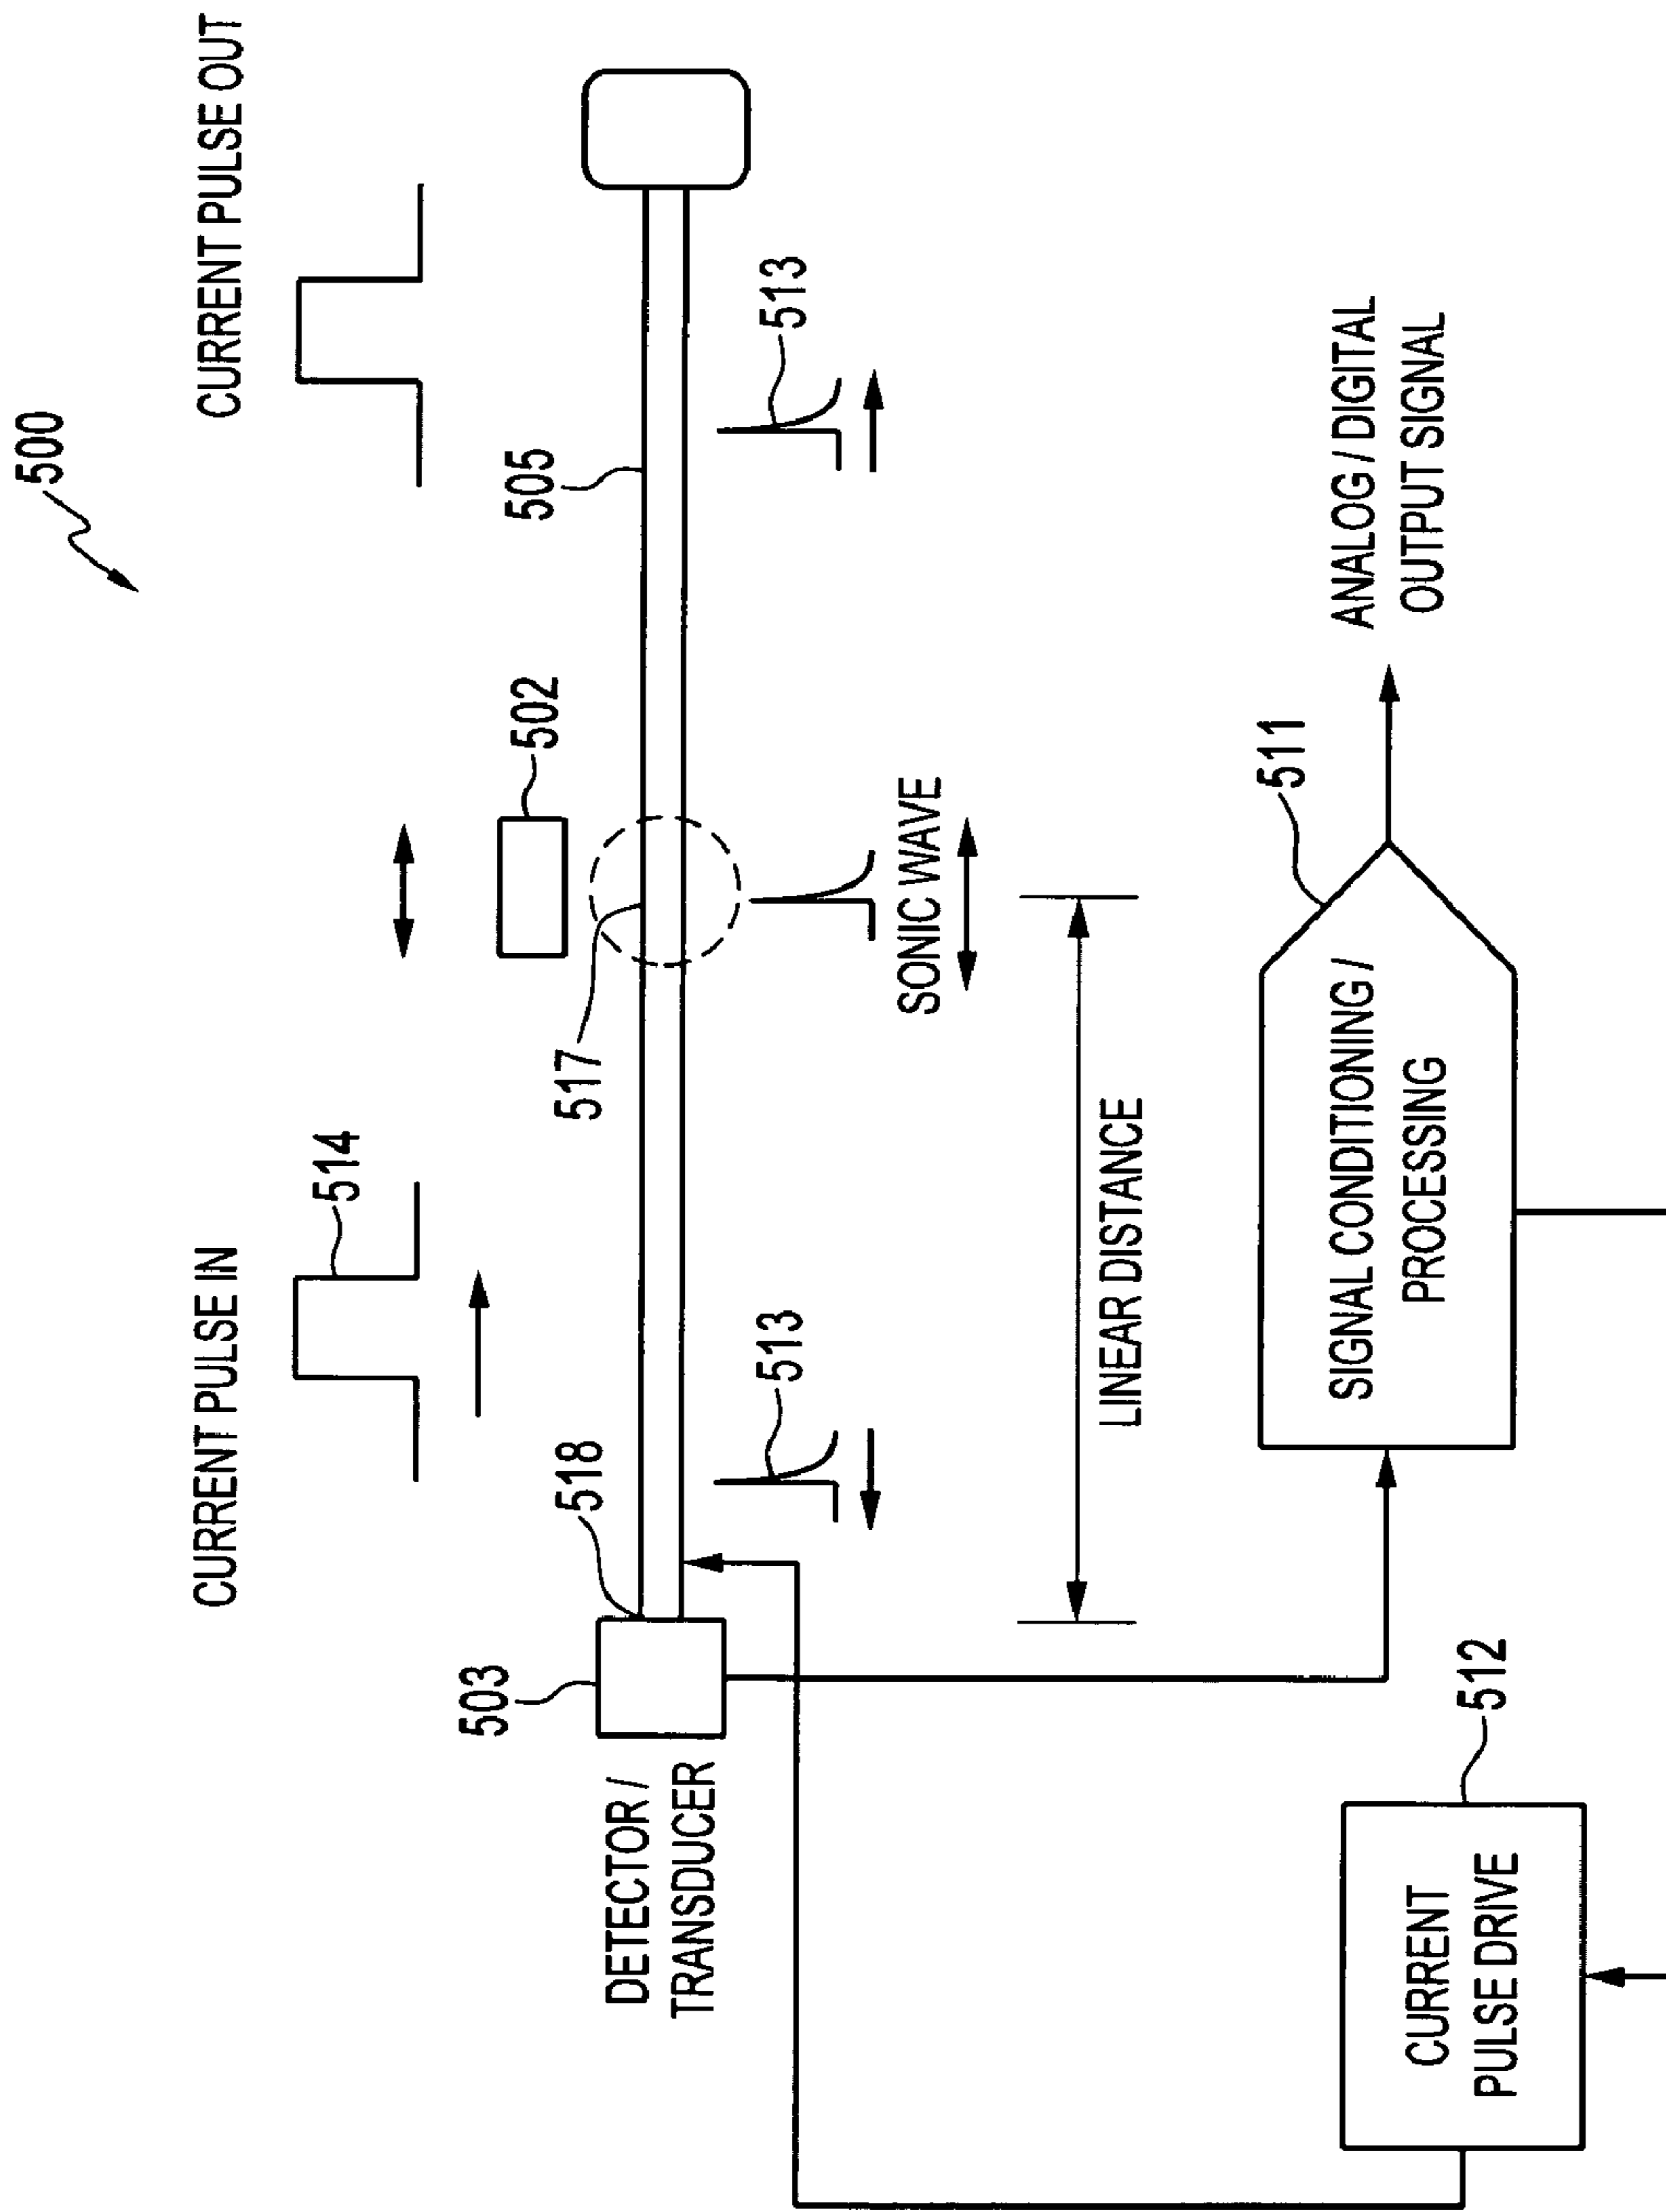 500
CURRENT PULSE IN
CURRENT PULSE OUT
514
502
505
503
518
517
513
513
DETECTOR /
TRANSDUCER
SONIC WAVE
LINEAR DISTANCE
512
CURRENT
PULSE DRIVE
SIGNAL CONDITIONING /
PROCESSING
511
ANALOG / DIGITAL
OUTPUT SIGNAL